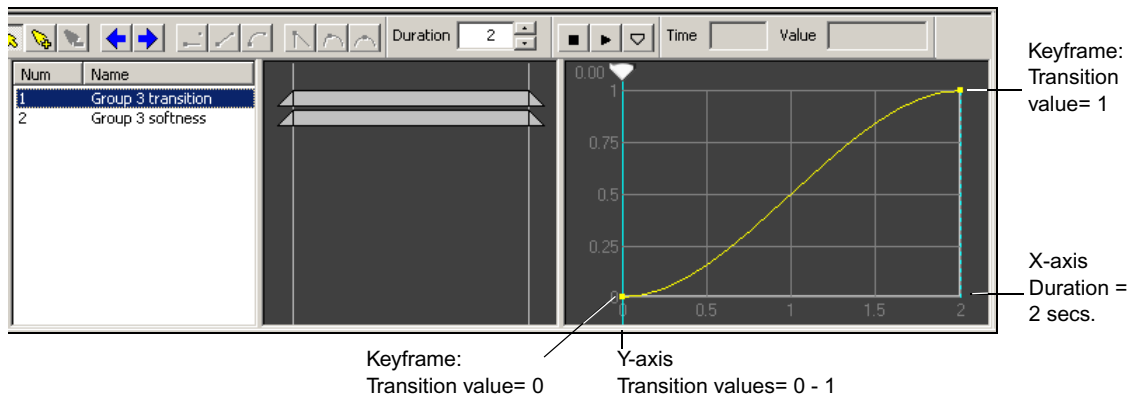 Duration 2 Time Value
Num Name
1 Group 3 transition
2 Group 3 softness
0.00
1
0.75
0.5
0.25
0
0 0.5 1 1.5 2
Keyframe:
Transition
value= 1
X-axis
Duration =
2 secs.
Keyframe:
Transition value= 0
Y-axis
Transition values= 0 - 1